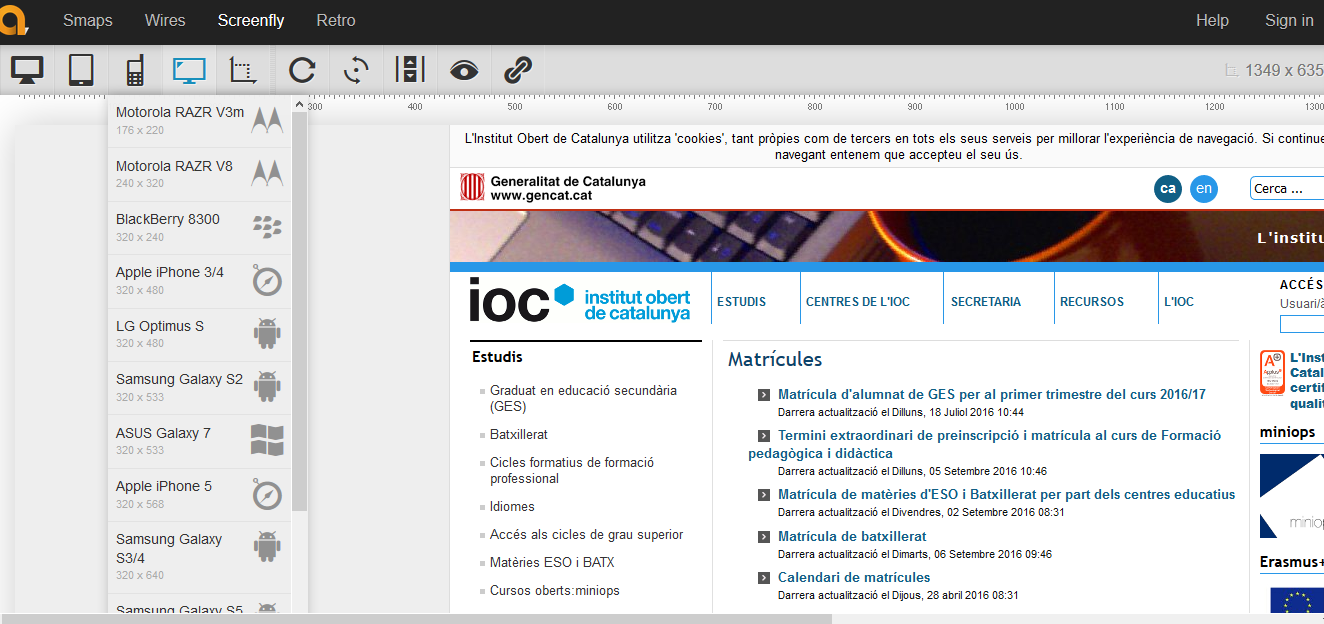 Smaps Wires Screenfly Retro Help Sign in
1349 x 635
300 400 500 600 700 800 900 1000 1100 1200 1300
Motorola RAZR V3m
176 x 220
Motorola RAZR V8
240 x 320
BlackBerry 8300
320 x 240
Apple iPhone 3/4
320 x 480
LG Optimus S
320 x 480
Samsung Galaxy S2
320 x 533
ASUS Galaxy 7
320 x 533
Apple iPhone 5
320 x 568
Samsung Galaxy
S3/4
320 x 640
Samsung Galaxy S5
L'Institut Obert de Catalunya utilitza 'cookies', tant pròpies com de tercers en tots els seus serveis per millorar l'experiència de navegació. Si continue
navegant entenem que accepteu el seu ús.
Generalitat de Catalunya
www.gencat.cat
ca en Cerca ...
L'institu
ioc institut obert
de catalunya
ESTUDIS CENTRES DE L'IOC SECRETARIA RECURSOS L'IOC
ACCÉS
Usuari/à
Estudis
Graduat en educació secundària
(GES)
Batxillerat
Cicles formatius de formació
professional
Idiomes
Accés als cicles de grau superior
Matèries ESO i BATX
Cursos oberts:miniops
Matrícules
Matrícula d'alumnat de GES per al primer trimestre del curs 2016/17
Darrera actualització el Dilluns, 18 Juliol 2016 10:44
Termini extraordinari de preinscripció i matrícula al curs de Formació
pedagògica i didàctica
Darrera actualització el Dilluns, 05 Setembre 2016 10:46
Matrícula de matèries d'ESO i Batxillerat per part dels centres educatius
Darrera actualització el Divendres, 02 Setembre 2016 08:31
Matrícula de batxillerat
Darrera actualització el Dimarts, 06 Setembre 2016 09:46
Calendari de matrícules
Darrera actualització el Dijous, 28 abril 2016 08:31
A+
Applus+
L'Inst
Catal
certif
qualit
miniops
miniop
Erasmus+